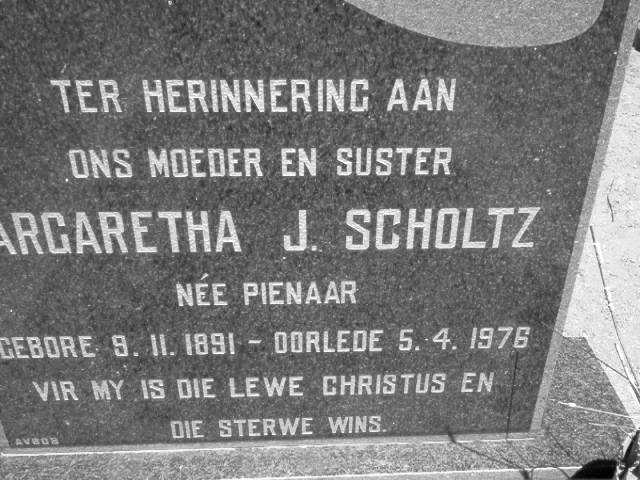 TER HERINNERING AAN
ONS MOEDER EN SUSTER
ARGARETHA J. SCHOLTZ
NÉE PIENAAR
GEBORE 9.11.1891 - OORLEDE 5.4.1976
VIR MY IS DIE LEWE CHRISTUS EN
DIE STERWE WINS.
AVBOB